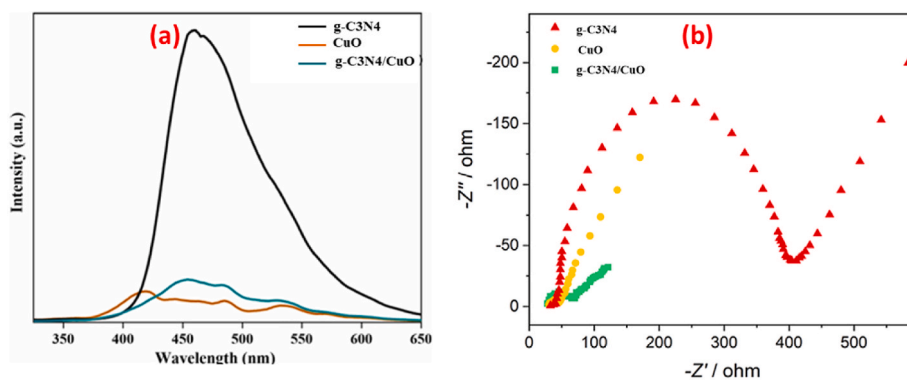 (a)
g-C3N4
CuO
g-C3N4/CuO )
Intensity (a.u.)
350 400 450 500 550 600 650
Wavelength (nm)
(b)
g-C3N4
CuO
g-C3N4/CuO
-200
-150
-100
-50
0
-Z″ / ohm
0 50 100 200 300 400 500
-Z′ / ohm